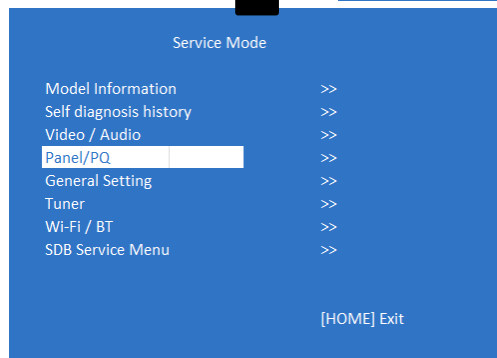 Service Mode
Model Information >>
Self diagnosis history >>
Video / Audio >>
Panel/PQ >>
General Setting >>
Tuner >>
Wi-Fi / BT >>
SDB Service Menu >>
[HOME] Exit